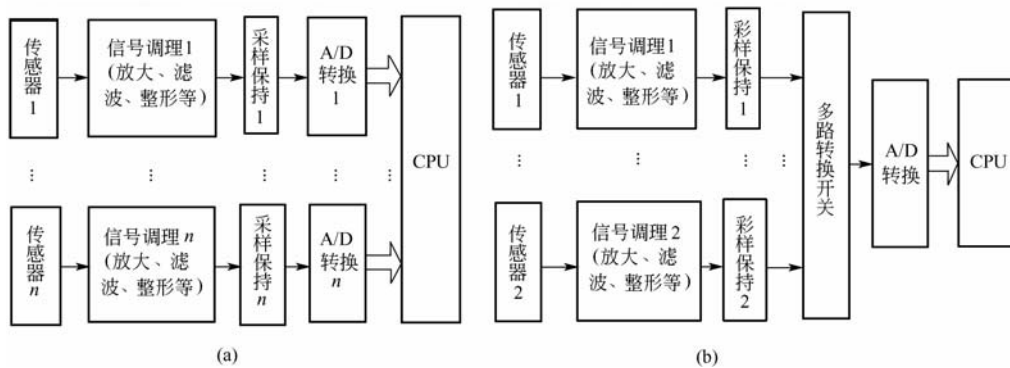 传感器1
信号调理1
(放大、滤
波、整形等)
采样保持1
A/D
转换
1
CPU
⋮ ⋮ ⋮ ⋮ ⋮
传感器n
信号调理 n
(放大、滤
波、整形等)
采样保持n
A/D
转换
n
(a)
传感器1
信号调理1
(放大、滤
波、整形等)
彩样保持1
⋮ ⋮ ⋮ ⋮
传感器2
信号调理2
(放大、滤
波、整形等)
彩样保持2
多路转换开关
A/D
转换
CPU
(b)